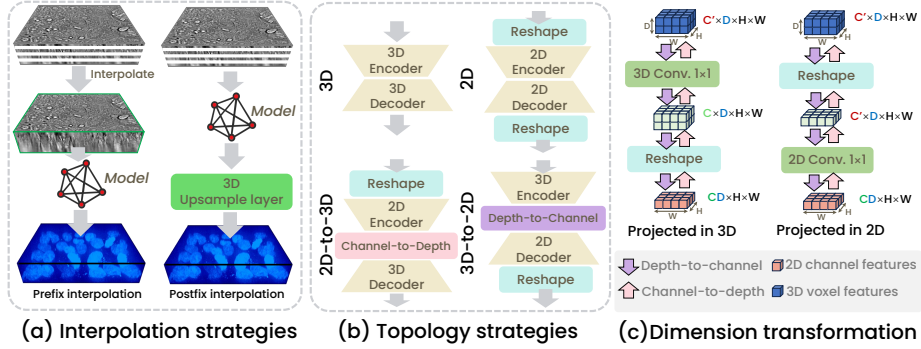 Interpolate
Model
Model
3D
Upsample layer
Prefix interpolation
Postfix interpolation
(a) Interpolation strategies
3D
3D
Encoder
3D
Decoder
2D
Reshape
2D
Encoder
2D
Decoder
Reshape
2D-to-3D
Reshape
2D
Encoder
Channel-to-Depth
3D
Decoder
3D-to-2D
3D
Encoder
Depth-to-Channel
2D
Decoder
Reshape
(b) Topology strategies
D
W
H
C'×D×H×W
3D Conv. 1×1
C×D×H×W
Reshape
CD×H×W
W
H
Projected in 3D
D
W
H
C'×D×H×W
Reshape
C'×D×H×W
2D Conv. 1×1
CD×H×W
W
H
Projected in 2D
Depth-to-channel
2D channel features
Channel-to-depth
3D voxel features
(c)Dimension transformation